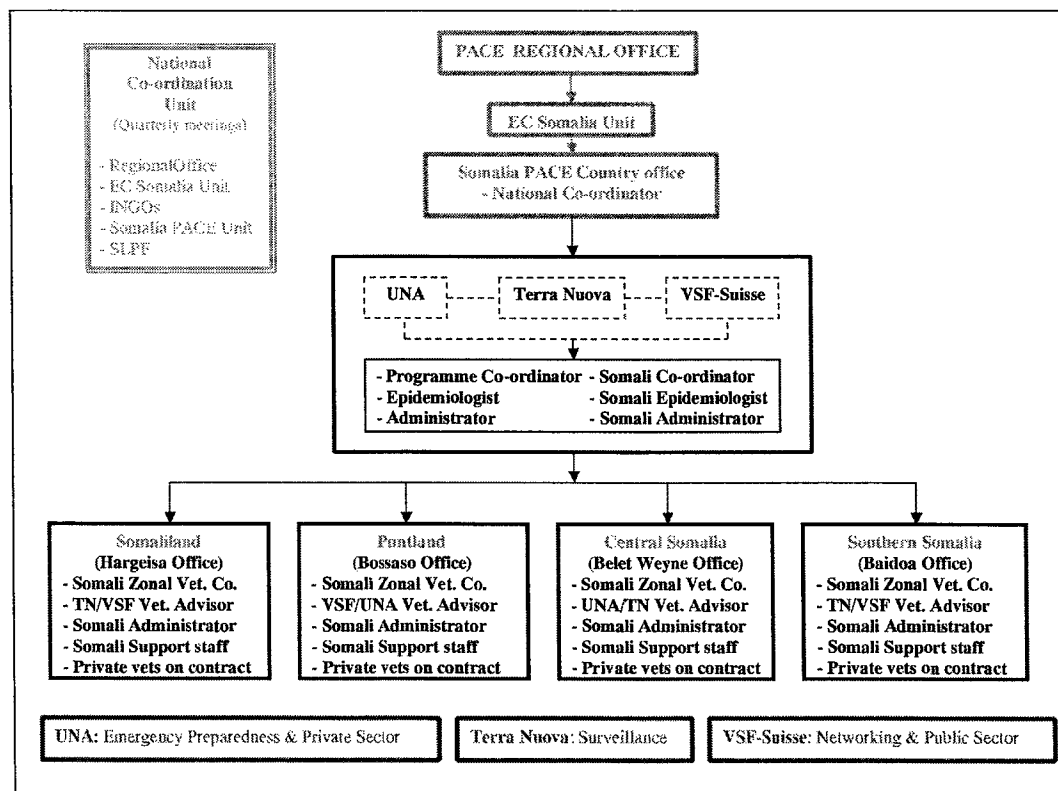 National
Co-ordination
Unit
(Quarterly meetings)
- RegionalOffice
- EC Somalia Unit
- INGOs
- Somalia PACE Unit
- SLPF
PACE REGIONAL OFFICE
EC Somalia Unit
Somalia PACE Country office
- National Co-ordinator
UNA
Terra Nuova
VSF-Suisse
- Programme Co-ordinator
- Epidemiologist
- Administrator
- Somali Co-ordinator
- Somali Epidemiologist
- Somali Administrator
Somaliland
(Hargeisa Office)
- Somali Zonal Vet. Co.
- TN/VSF Vet. Advisor
- Somali Administrator
- Somali Support staff
- Private vets on contract
Puntland
(Bossaso Office)
- Somali Zonal Vet. Co.
- VSF/UNA Vet. Advisor
- Somali Administrator
- Somali Support staff
- Private vets on contract
Central Somalia
(Belet Weyne Office)
- Somali Zonal Vet. Co.
- UNA/TN Vet. Advisor
- Somali Administrator
- Somali Support staff
- Private vets on contract
Southern Somalia
(Baidoa Office)
- Somali Zonal Vet. Co.
- TN/VSF Vet. Advisor
- Somali Administrator
- Somali Support staff
- Private vets on contract
UNA: Emergency Preparedness & Private Sector
Terra Nuova: Surveillance
VSF-Suisse: Networking & Public Sector